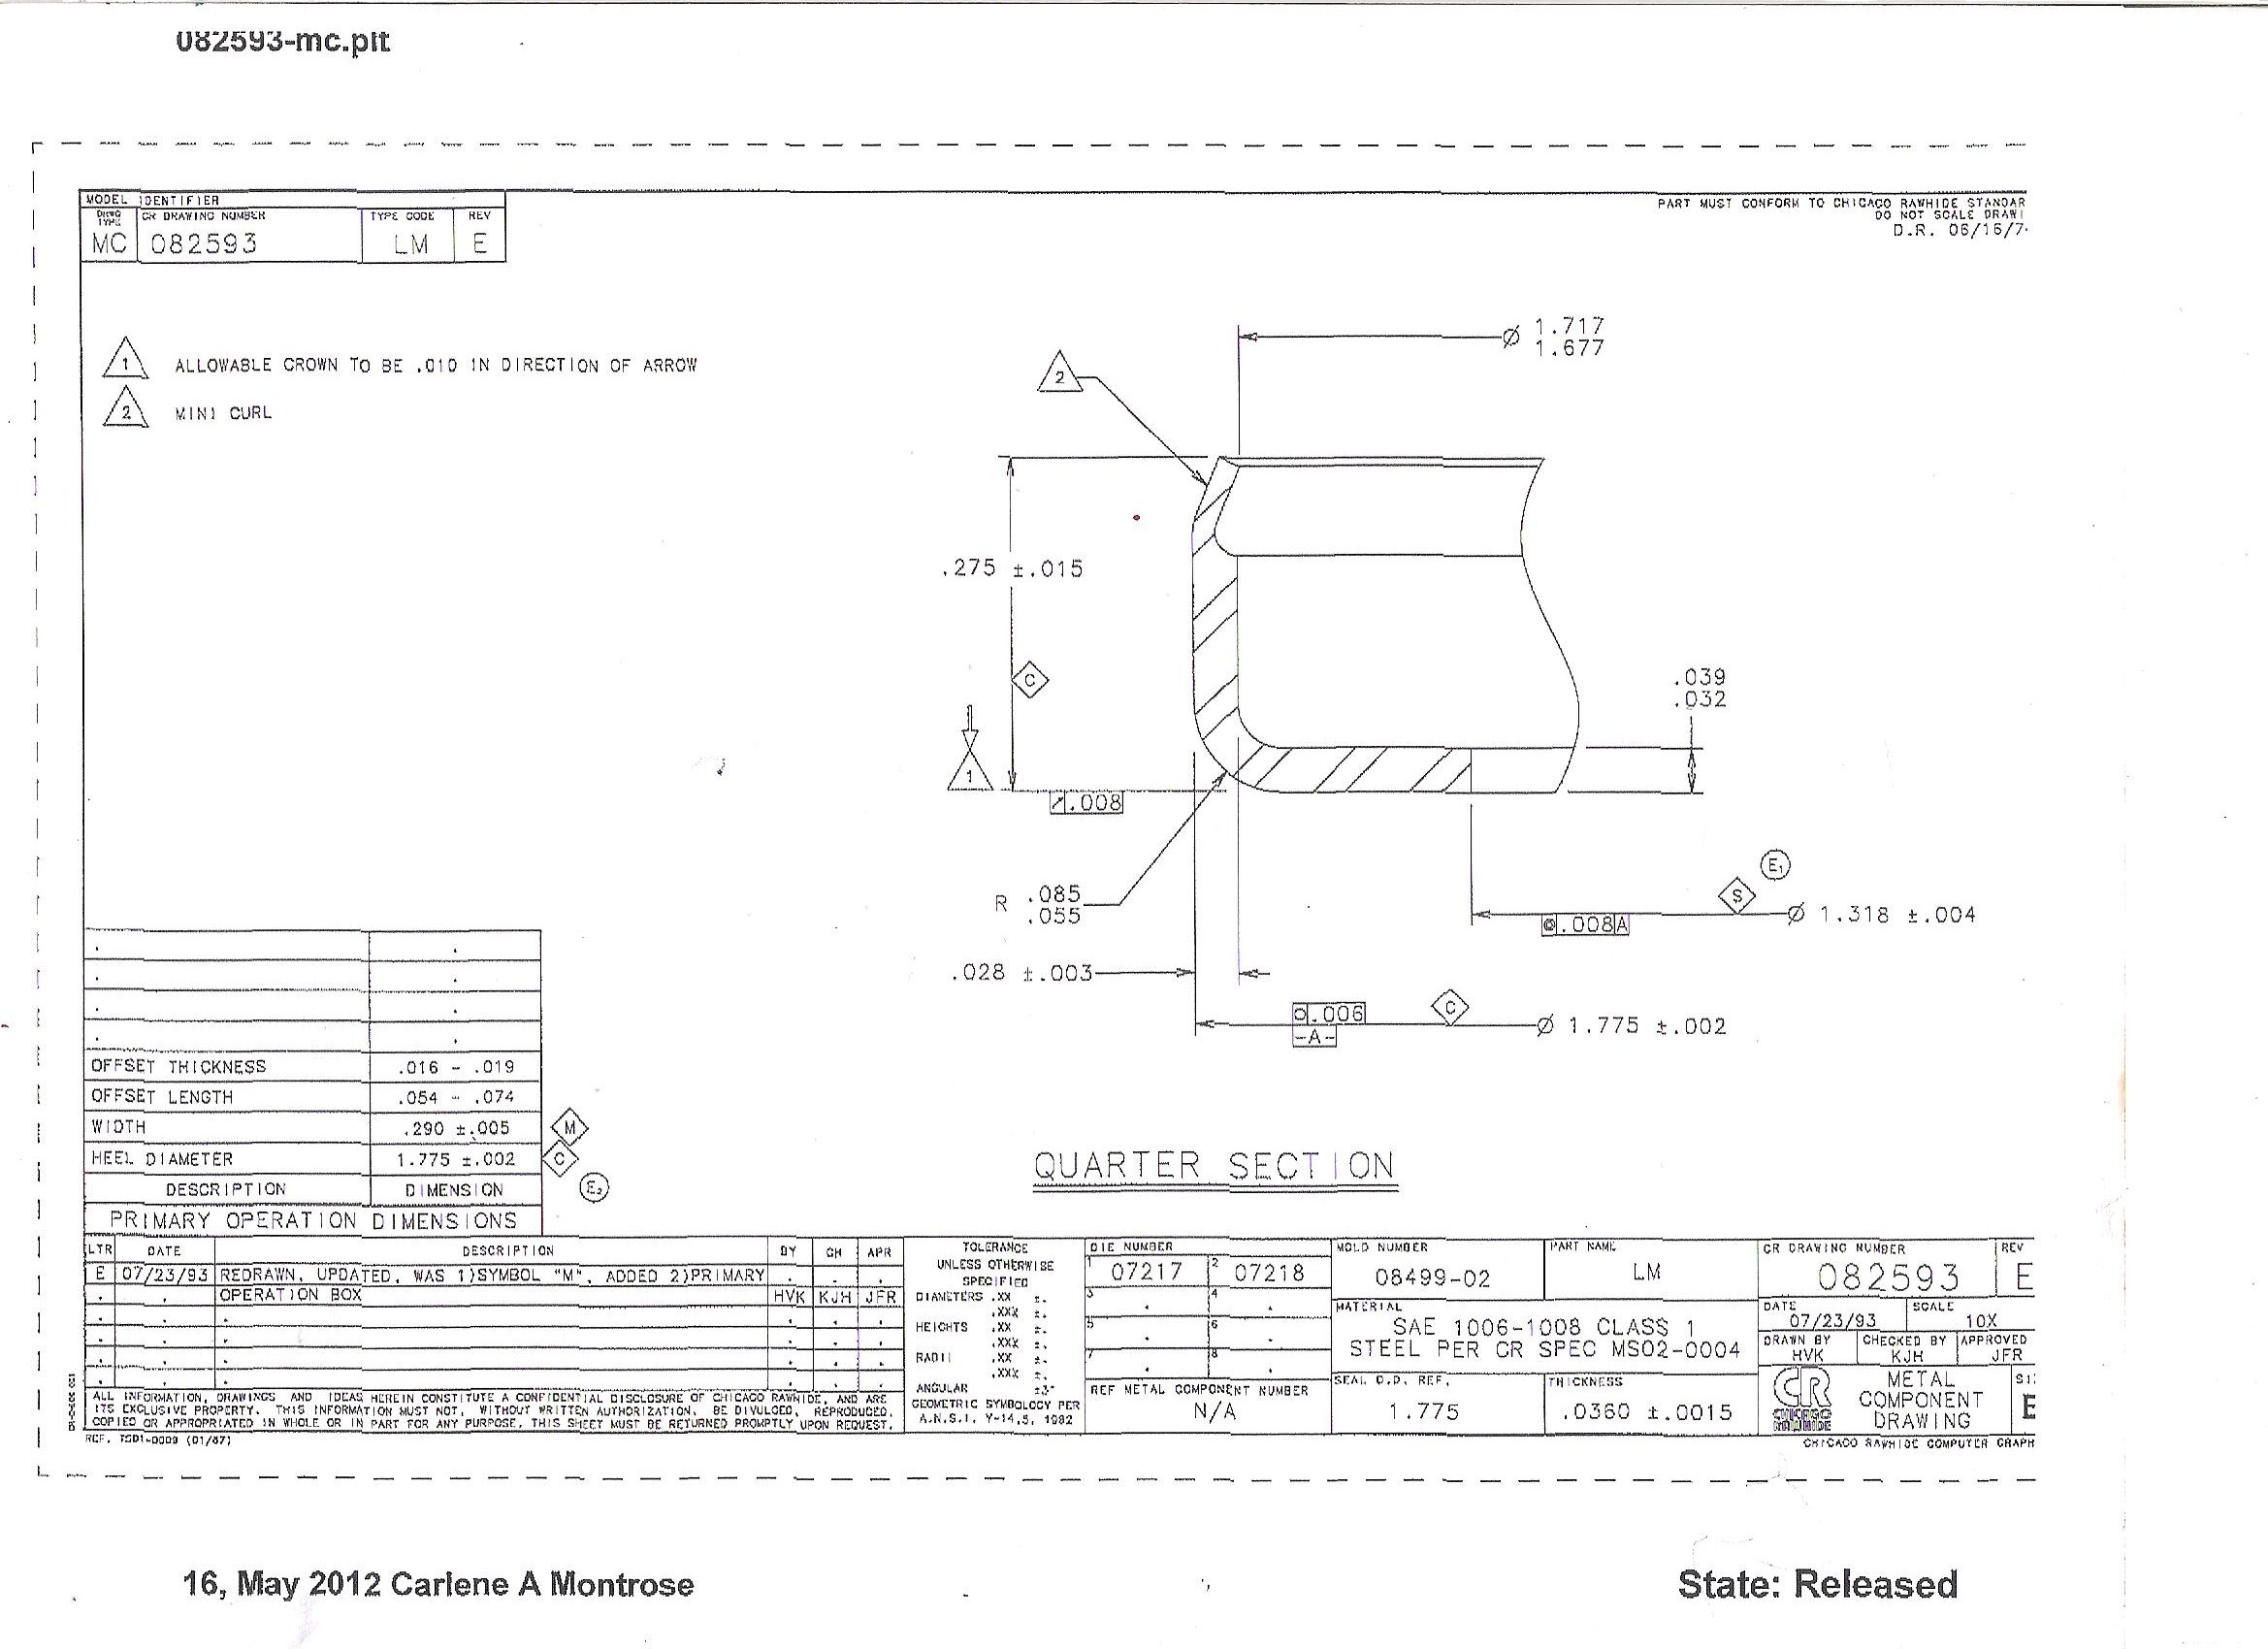 082593-mc.plt
MODEL IDENTIFIER
DRWG TYPE
CR DRAWING NUMBER
TYPE CODE
REV
MC
082593
LM
E
PART MUST CONFORM TO CHICAGO RAWHIDE STANDAR
DO NOT SCALE DRAWI
D.R. 06/16/7
1 ALLOWABLE CROWN TO BE .010 IN DIRECTION OF ARROW
2 MINI CURL
Ø 1.717
1.677
2
.275 ±.015
C
1
.008
.039
.032
R .085
.055
E1
S
.008 A
Ø 1.318 ±.004
.028 ±.003
.006
-A-
C
Ø 1.775 ±.002
QUARTER SECTION
OFFSET THICKNESS .016 - .019
OFFSET LENGTH .054 - .074
WIDTH .290 ±.005 M
HEEL DIAMETER 1.775 ±.002 C
DESCRIPTION DIMENSION E2
PRIMARY OPERATION DIMENSIONS
LTR DATE DESCRIPTION BY CH APR
E 07/23/93 REDRAWN, UPDATED, WAS 1)SYMBOL "M", ADDED 2)PRIMARY
OPERATION BOX HVK KJH JFR
ALL INFORMATION, DRAWINGS AND IDEAS HEREIN CONSTITUTE A CONFIDENTIAL DISCLOSURE OF CHICAGO RAWHIDE, AND ARE
ITS EXCLUSIVE PROPERTY. THIS INFORMATION MUST NOT, WITHOUT WRITTEN AUTHORIZATION, BE DIVULGED, REPRODUCED,
COPIED OR APPROPRIATED IN WHOLE OR IN PART FOR ANY PURPOSE, THIS SHEET MUST BE RETURNED PROMPTLY UPON REQUEST.
REF. TSD1-0009 (01/87)
TOLERANCE
UNLESS OTHERWISE
SPECIFIED
DIAMETERS .XX ±.
.XXX ±.
HEIGHTS .XX ±.
.XXX ±.
RADII .XX ±.
.XXX ±.
ANGULAR ±3°
GEOMETRIC SYMBOLOGY PER
A.N.S.I. Y-14.5, 1982
DIE NUMBER
1 07217 2 07218
3 4
5 6
7 8
REF METAL COMPONENT NUMBER
N/A
MOLD NUMBER
08499-02
PART NAME
LM
MATERIAL
SAE 1006-1008 CLASS 1
STEEL PER CR SPEC MS02-0004
SEAL O.D. REF.
1.775
THICKNESS
.0360 ±.0015
CR DRAWING NUMBER
082593
REV
E
DATE
07/23/93
SCALE
10X
DRAWN BY
HVK
CHECKED BY
KJH
APPROVED
JFR
CR
CHICAGO
RAWHIDE
METAL
COMPONENT
DRAWING
CHICAGO RAWHIDE COMPUTER GRAPH
16, May 2012 Carlene A Montrose
State: Released